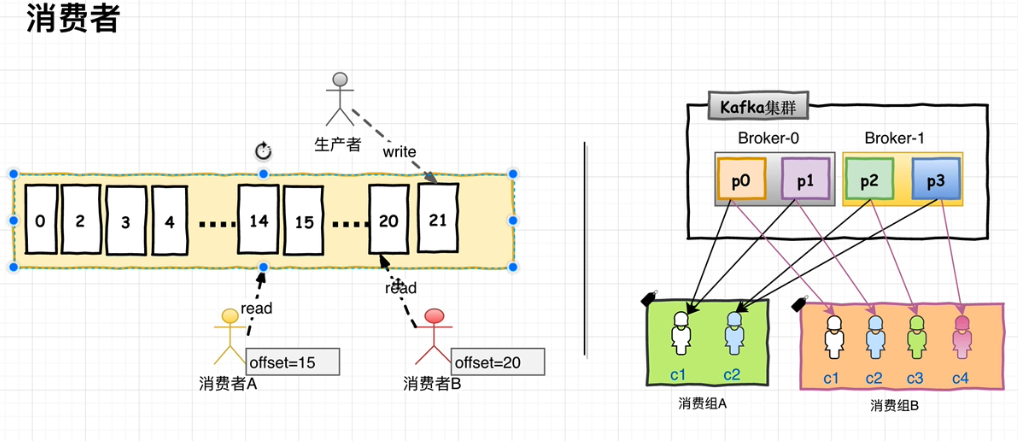 消费者
生产者
write
0 2 3 4 ...... 14 15 ...... 20 21
read
read
offset=15
offset=20
消费者A
消费者B
Kafka集群
Broker-0
Broker-1
p0 p1 p2 p3
c1 c2
消费组A
c1 c2 c3 c4
消费组B